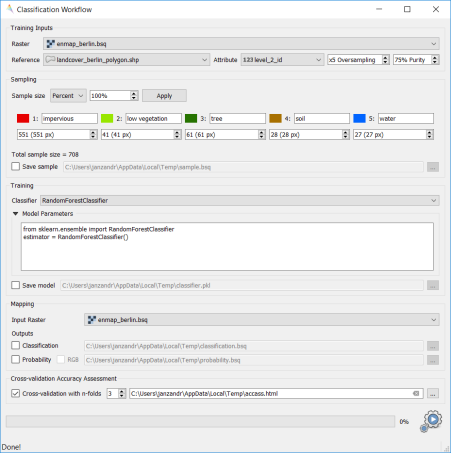 Classification Workflow
Training Inputs
Raster enmap_berlin.bsq
Reference landcover_berlin_polygon.shp Attribute 123 level_2_id x5 Oversampling 75% Purity
Sampling
Sample size Percent 100% Apply
1: impervious 2: low vegetation 3: tree 4: soil 5: water
551 (551 px) 41 (41 px) 61 (61 px) 28 (28 px) 27 (27 px)
Total sample size = 708
Save sample C:\Users\janzandr\AppData\Local\Temp\sample.bsq ...
Training
Classifier RandomForestClassifier
Model Parameters
from sklearn.ensemble import RandomForestClassifier
estimator = RandomForestClassifier()
Save model C:\Users\janzandr\AppData\Local\Temp\classifier.pkl ...
Mapping
Input Raster enmap_berlin.bsq
Outputs
Classification C:\Users\janzandr\AppData\Local\Temp\classification.bsq ...
Probability RGB C:\Users\janzandr\AppData\Local\Temp\probability.bsq ...
Cross-validation Accuracy Assessment
Cross-validation with n-folds 3 C:\Users\janzandr\AppData\Local\Temp\accass.html ...
0%
Done!